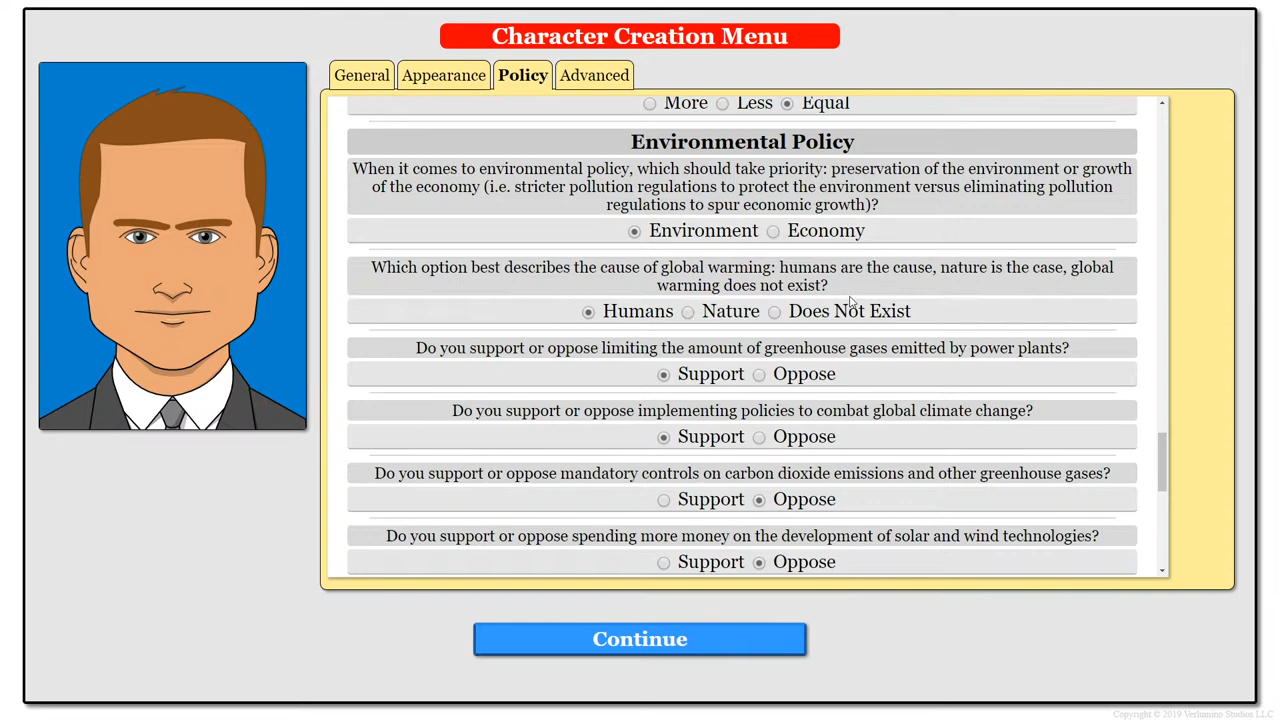 Character Creation Menu
General Appearance Policy Advanced
More Less Equal
Environmental Policy
When it comes to environmental policy, which should take priority: preservation of the environment or growth
of the economy (i.e. stricter pollution regulations to protect the environment versus eliminating pollution
regulations to spur economic growth)?
Environment Economy
Which option best describes the cause of global warming: humans are the cause, nature is the case, global
warming does not exist?
Humans Nature Does Not Exist
Do you support or oppose limiting the amount of greenhouse gases emitted by power plants?
Support Oppose
Do you support or oppose implementing policies to combat global climate change?
Support Oppose
Do you support or oppose mandatory controls on carbon dioxide emissions and other greenhouse gases?
Support Oppose
Do you support or oppose spending more money on the development of solar and wind technologies?
Support Oppose
Continue
Copyright © 2019 Verlumino Studios LLC